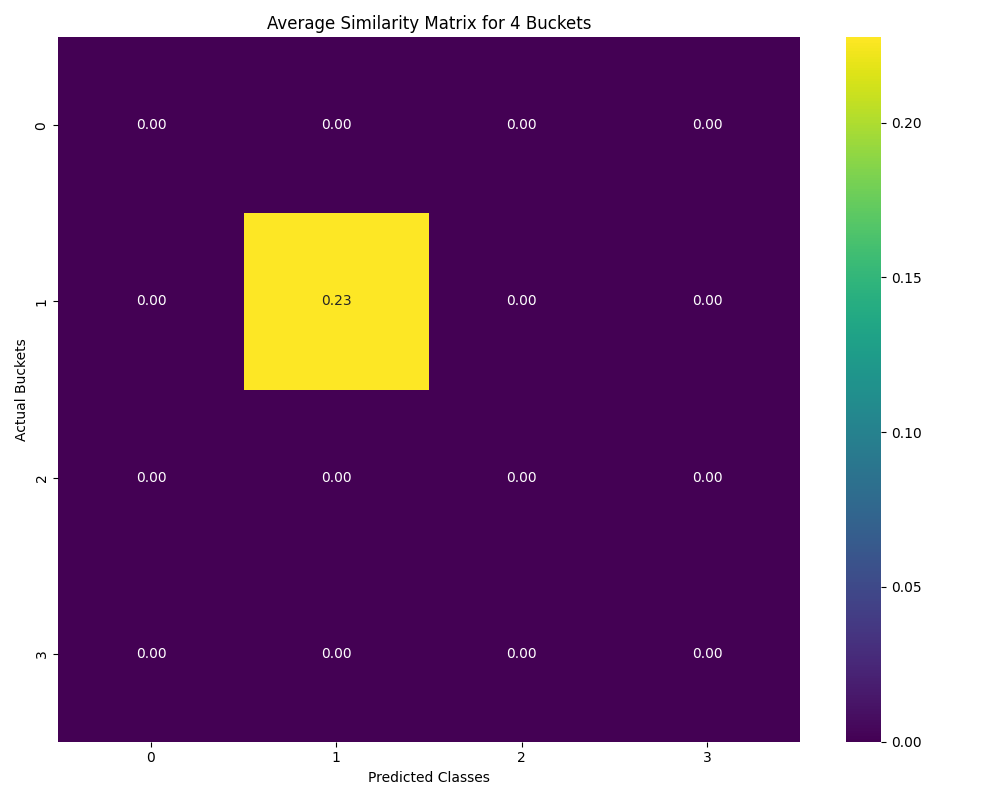 Average Similarity Matrix for 4 Buckets
0 0.00 0.00 0.00 0.00
1 0.00 0.23 0.00 0.00
2 0.00 0.00 0.00 0.00
3 0.00 0.00 0.00 0.00
0 1 2 3
Predicted Classes
Actual Buckets
0.20
0.15
0.10
0.05
0.00